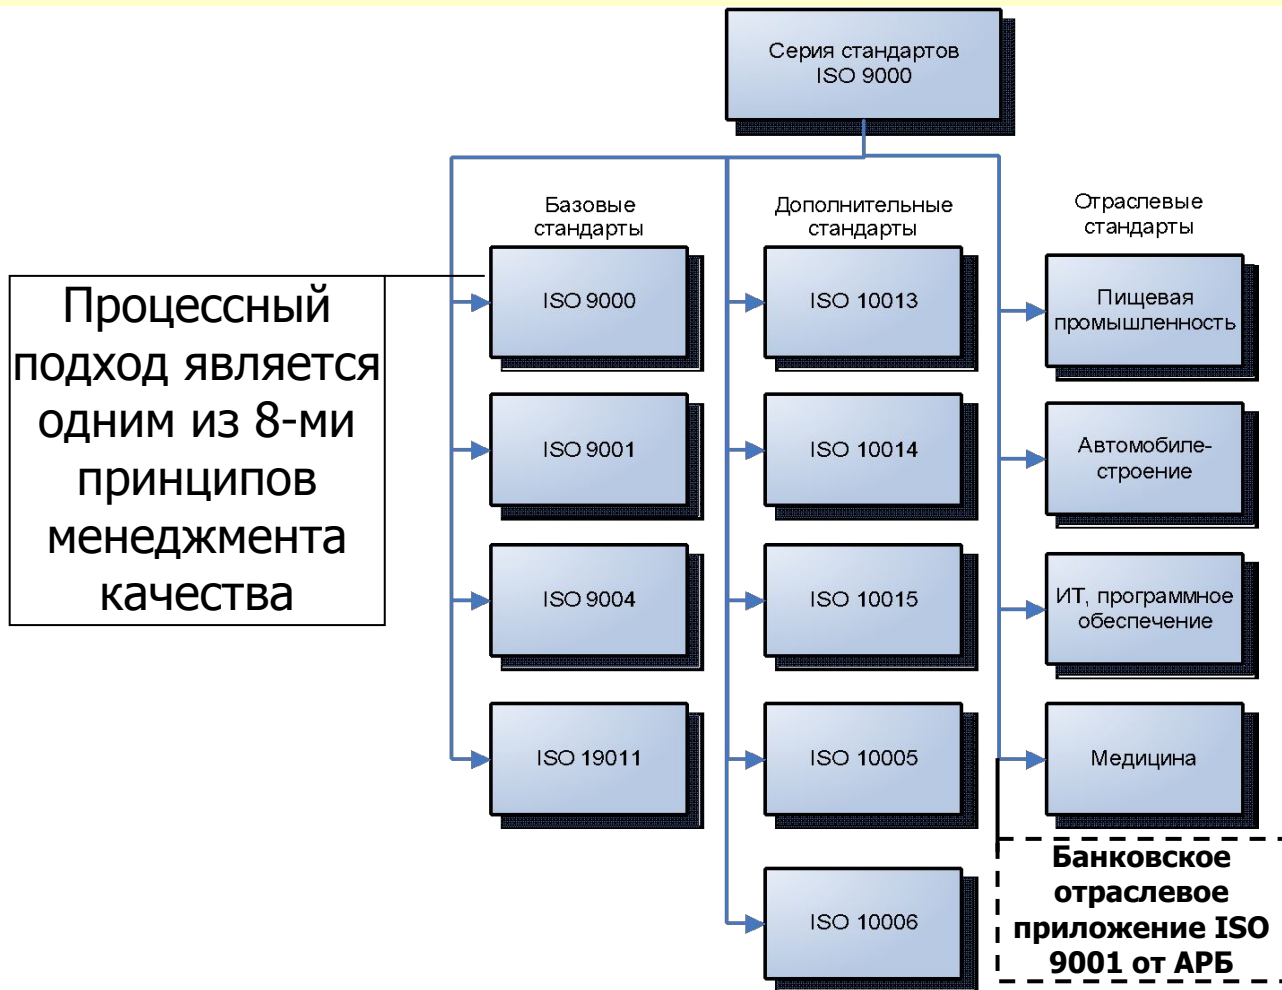 Серия стандартов
ISO 9000
Базовые
стандарты
Дополнительные
стандарты
Отраслевые
стандарты
Процессный
подход является
одним из 8-ми
принципов
менеджмента
качества
ISO 9000
ISO 9001
ISO 9004
ISO 19011
ISO 10013
ISO 10014
ISO 10015
ISO 10005
ISO 10006
Пищевая
промышленность
Автомобиле-
строение
ИТ, программное
обеспечение
Медицина
Банковское
отраслевое
приложение ISO
9001 от АРБ